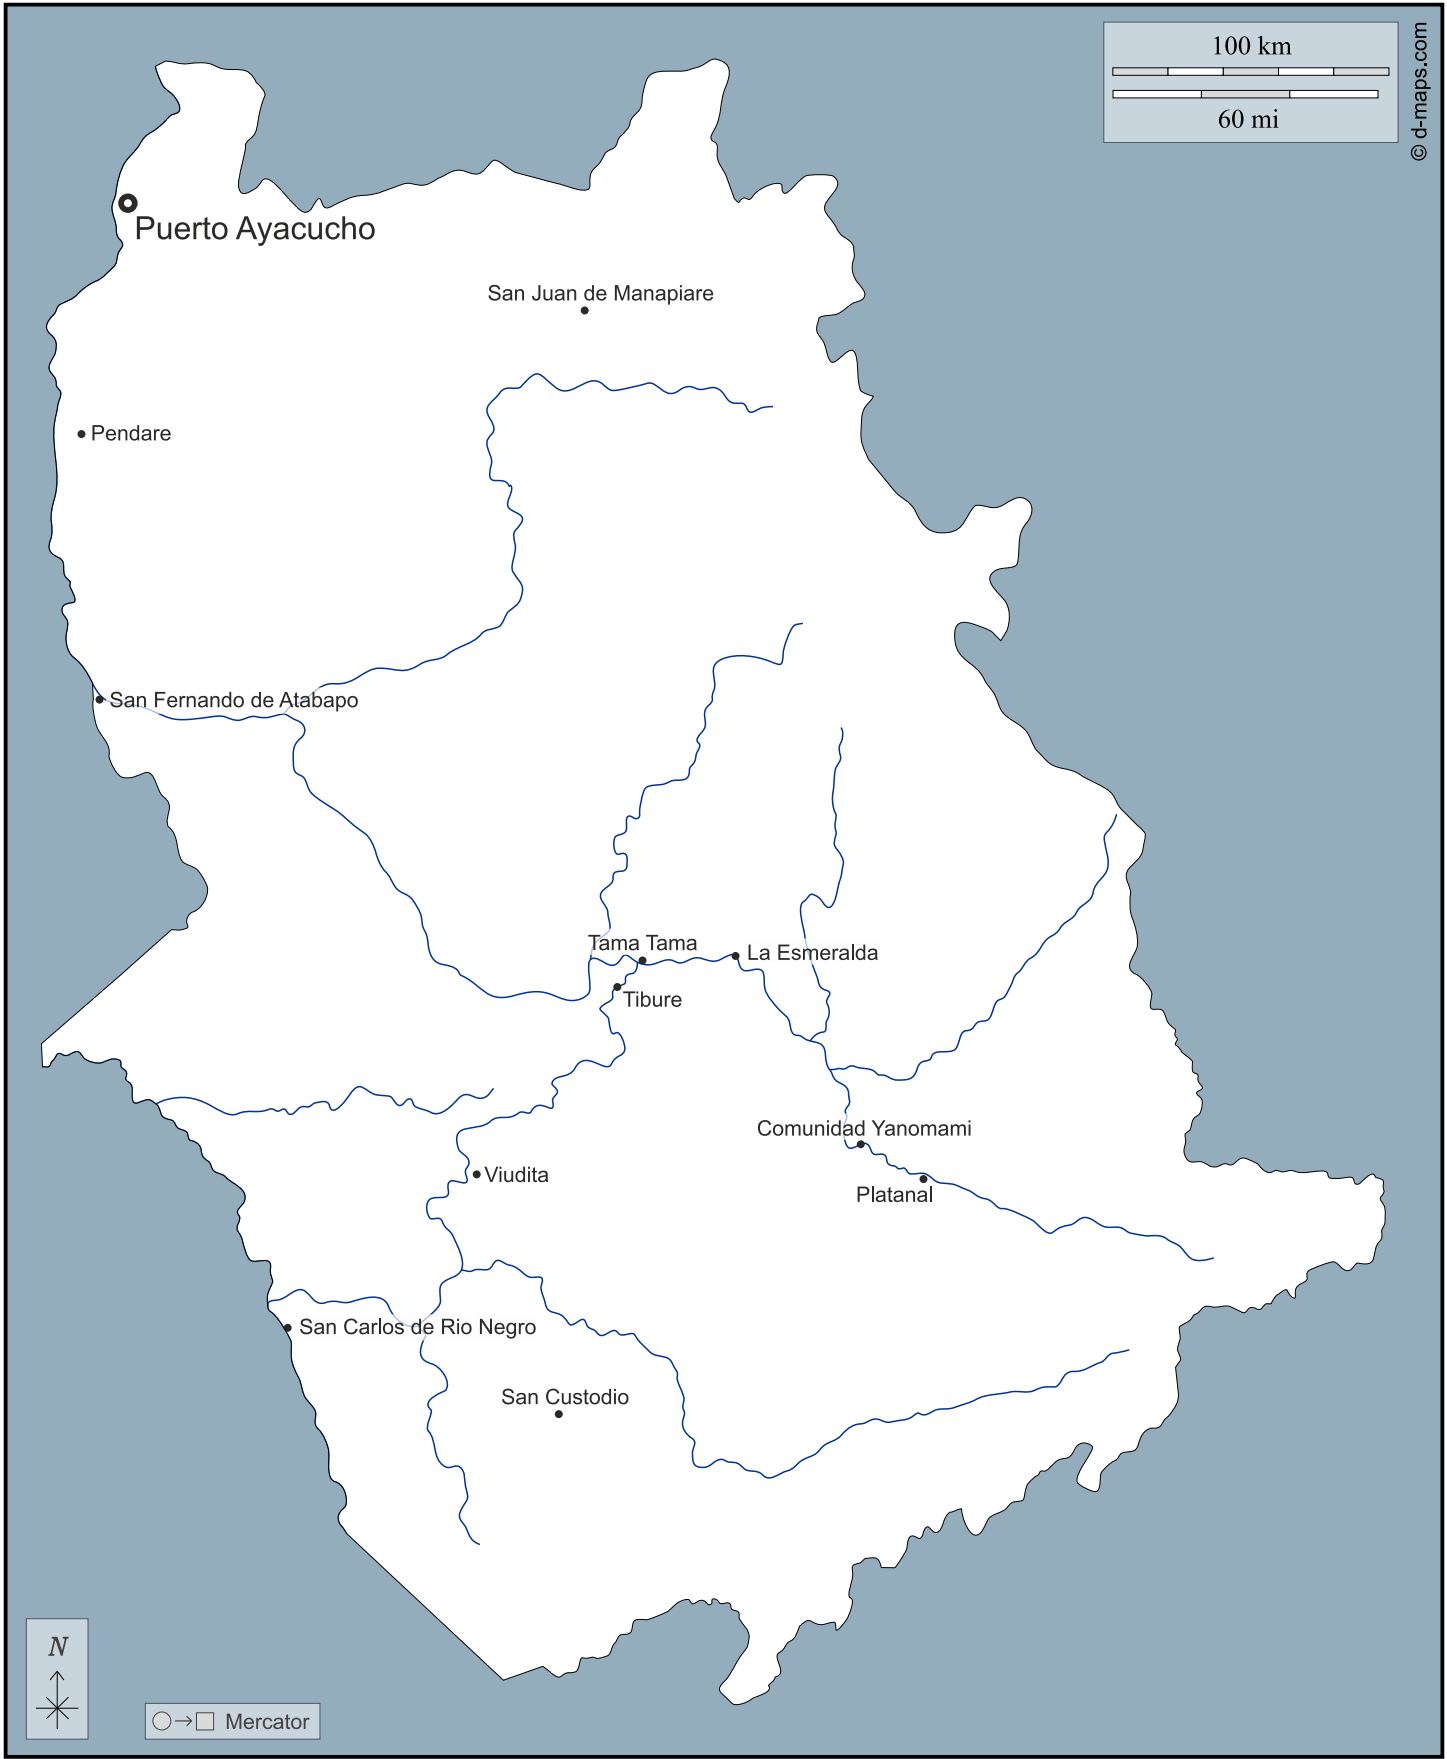 100 km
60 mi
© d-maps.com
Puerto Ayacucho
San Juan de Manapiare
Pendare
San Fernando de Atabapo
Tama Tama
La Esmeralda
Tibure
Comunidad Yanomami
Viudita
Platanal
San Carlos de Rio Negro
San Custodio
N
Mercator